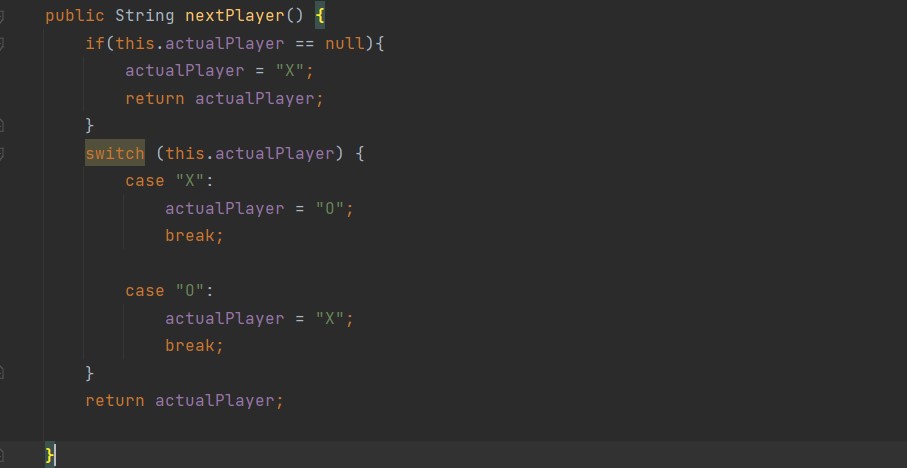 public String nextPlayer() {
if(this.actualPlayer == null){
actualPlayer = "X";
return actualPlayer;
}
switch (this.actualPlayer) {
case "X":
actualPlayer = "O";
break;
case "O":
actualPlayer = "X";
break;
}
return actualPlayer;
}